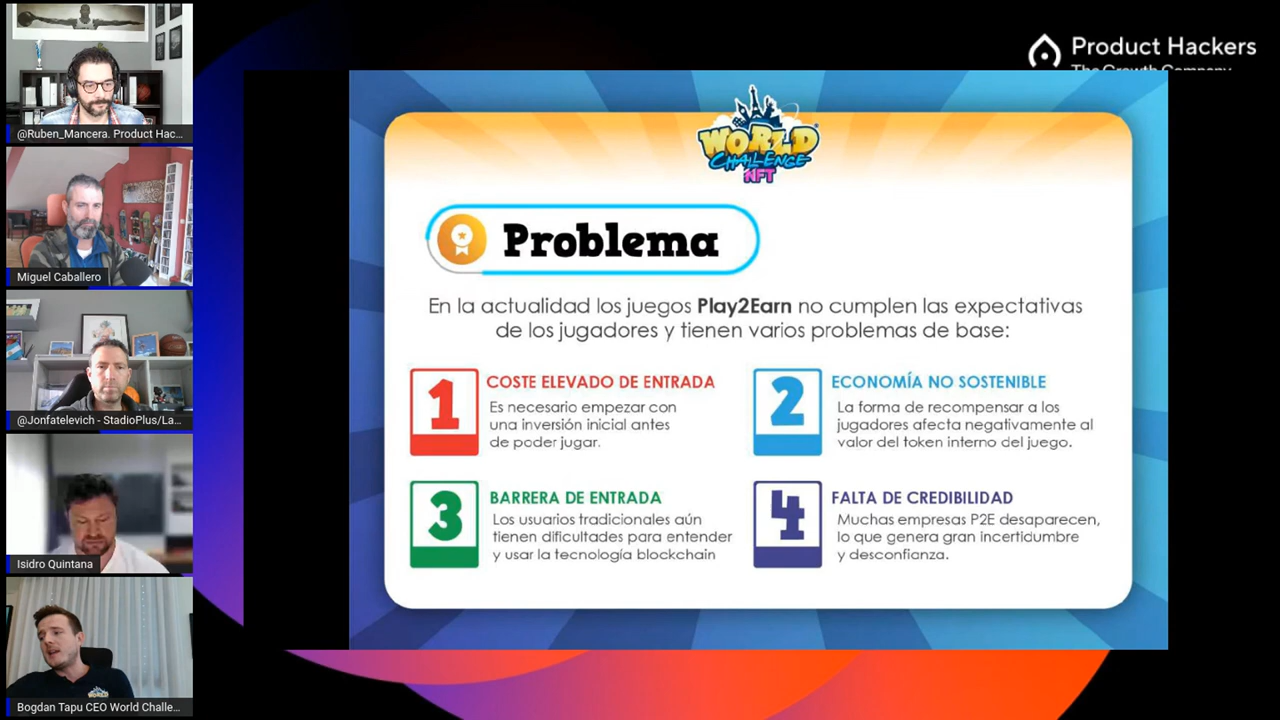 @Ruben_Mancera. Product Hac...
Miguel Caballero
@Jonfatelevich - StadioPlus/La...
Isidro Quintana
Bogdan Tapu CEO World Challe...
Product Hackers
The Growth Company
WORLD
CHALLENGE
NFT
Problema
En la actualidad los juegos Play2Earn no cumplen las expectativas
de los jugadores y tienen varios problemas de base:
1
COSTE ELEVADO DE ENTRADA
Es necesario empezar con
una inversión inicial antes
de poder jugar.
2
ECONOMÍA NO SOSTENIBLE
La forma de recompensar a los
jugadores afecta negativamente al
valor del token interno del juego.
3
BARRERA DE ENTRADA
Los usuarios tradicionales aún
tienen dificultades para entender
y usar la tecnología blockchain
4
FALTA DE CREDIBILIDAD
Muchas empresas P2E desaparecen,
lo que genera gran incertidumbre
y desconfianza.
WORLD